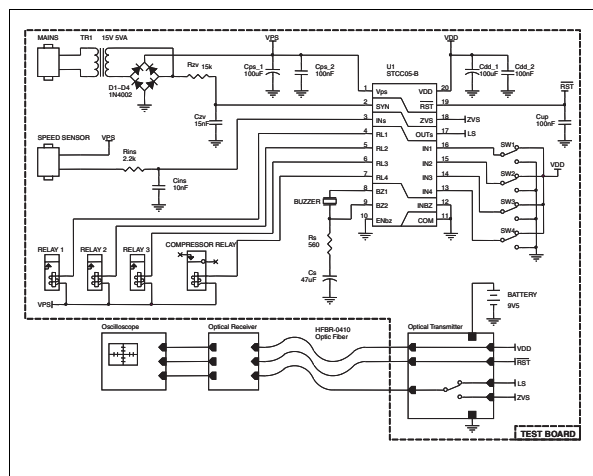 MAINS TR1 15V 5VA
VPS
VDD
Rzv 15k
Cps_1
100uF
Cps_2
100nF
U1
STCC05-B
Cdd_1
100uF
Cdd_2
100nF
D1-D4
1N4002
Czv
15nF
RST
Cup
100nF
1 Vps VDD 20
2 SYN RST 19
3 INs ZVS 18 ZVS
4 RL1 OUTs 17 LS
5 RL2 IN1 16
6 RL3 IN2 15
7 RL4 IN3 14
8 BZ1 IN4 13
9 BZ2 INBZ 12
10 ENbz COM 11
SPEED SENSOR
VPS
Rins
2.2k
Cins
10nF
SW1
SW2
SW3
SW4
VDD
BUZZER
Rs
560
Cs
47uF
RELAY 1 RELAY 2 RELAY 3 COMPRESSOR RELAY
VPS
BATTERY
9V5
Oscilloscope
Optical Receiver
HFBR-0410
Optic Fiber
Optical Transmitter
VDD
RST
LS
ZVS
TEST BOARD